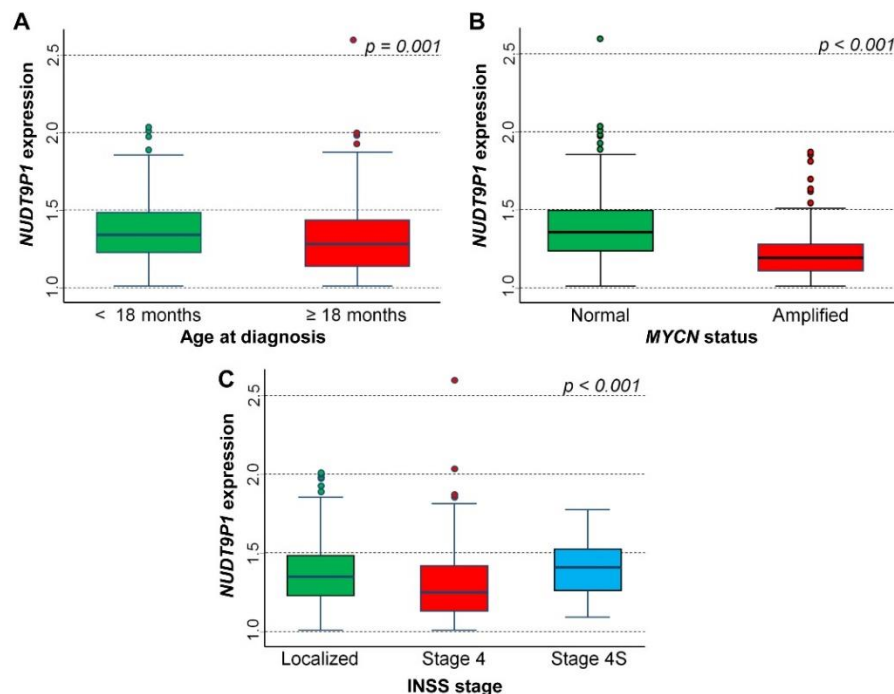 A
p = 0.001
NUDT9P1 expression
2.5
2.0
1.5
1.0
< 18 months
≥ 18 months
Age at diagnosis
B
p < 0.001
NUDT9P1 expression
2.5
2.0
1.5
1.0
Normal
Amplified
MYCN status
C
p < 0.001
NUDT9P1 expression
2.5
2.0
1.5
1.0
Localized
Stage 4
Stage 4S
INSS stage